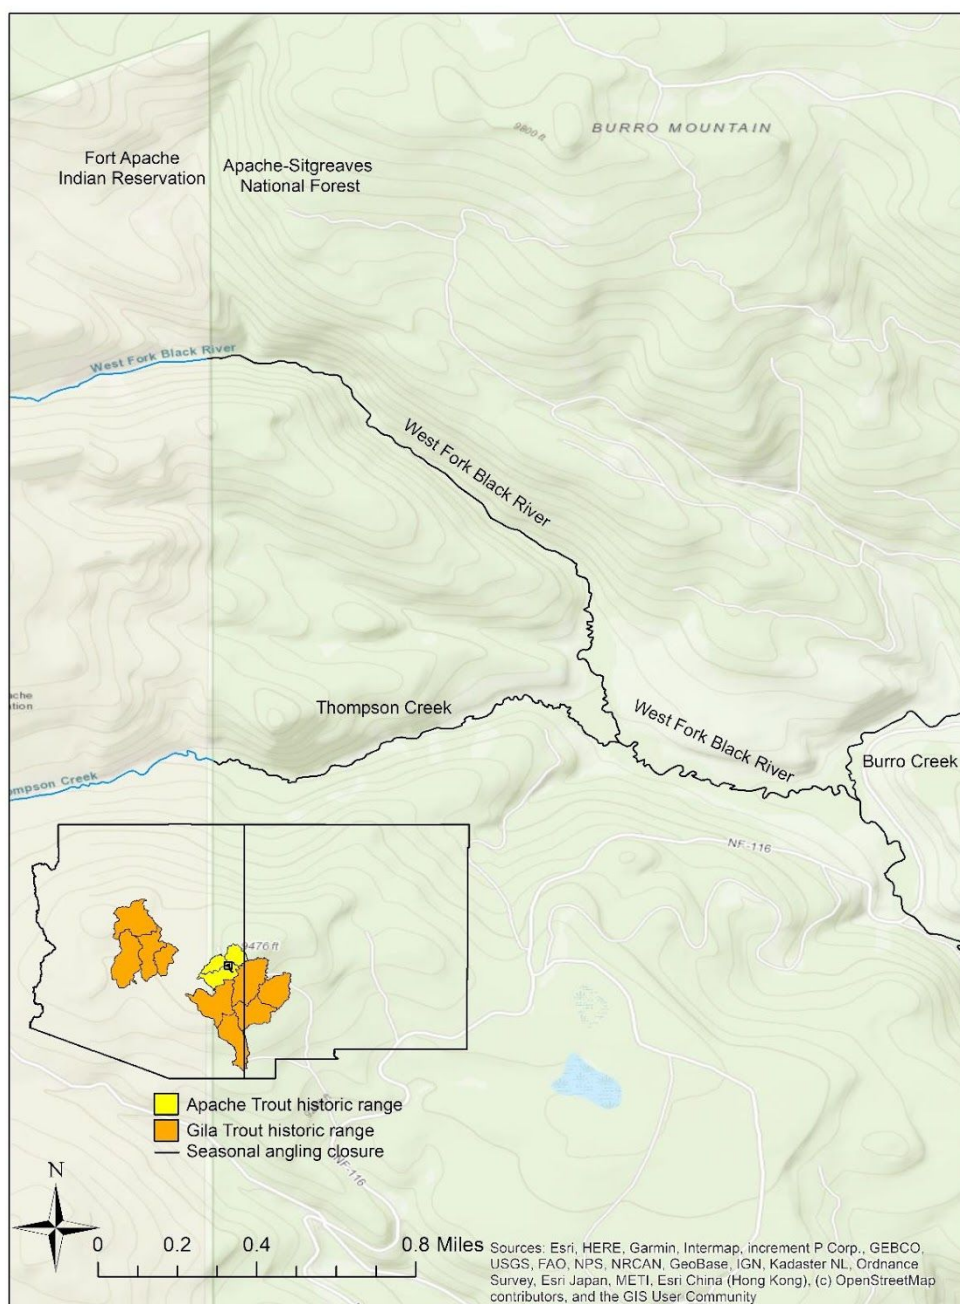 9800 ft
BURRO MOUNTAIN
Fort Apache
Indian Reservation
Apache-Sitgreaves
National Forest
West Fork Black River
West Fork Black River
Thompson Creek
West Fork Black River
Burro Creek
NF-116
9476 ft
Apache Trout historic range
Gila Trout historic range
Seasonal angling closure
NF-116
N
0 0.2 0.4 0.8 Miles
Sources: Esri, HERE, Garmin, Intermap, increment P Corp., GEBCO,
USGS, FAO, NPS, NRCAN, GeoBase, IGN, Kadaster NL, Ordnance
Survey, Esri Japan, METI, Esri China (Hong Kong), (c) OpenStreetMap
contributors, and the GIS User Community
ache
tion
ompson Creek